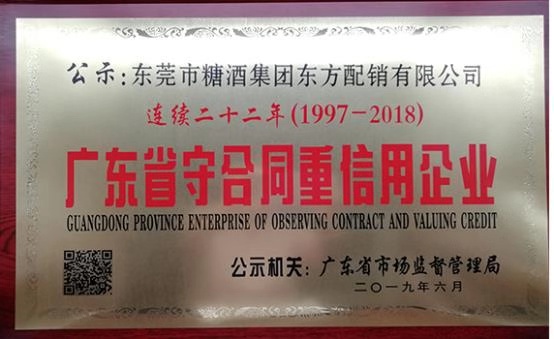 公示:东莞市糖酒集团东方配销有限公司
连续二十二年(1997-2018)
广东省守合同重信用企业
GUANGDONG PROVINCE ENTERPRISE OF OBSERVING CONTRACT AND VALUING CREDIT
公示机关:广东省市场监督管理局
二〇一九年六月